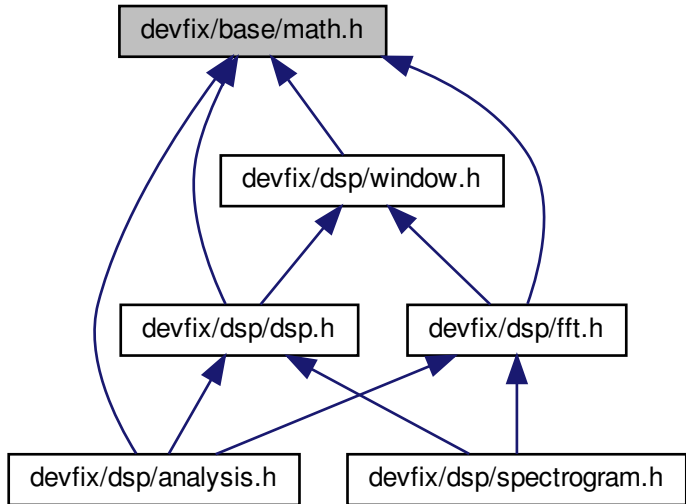 devfix/base/math.h
devfix/dsp/window.h
devfix/dsp/dsp.h
devfix/dsp/fft.h
devfix/dsp/analysis.h
devfix/dsp/spectrogram.h